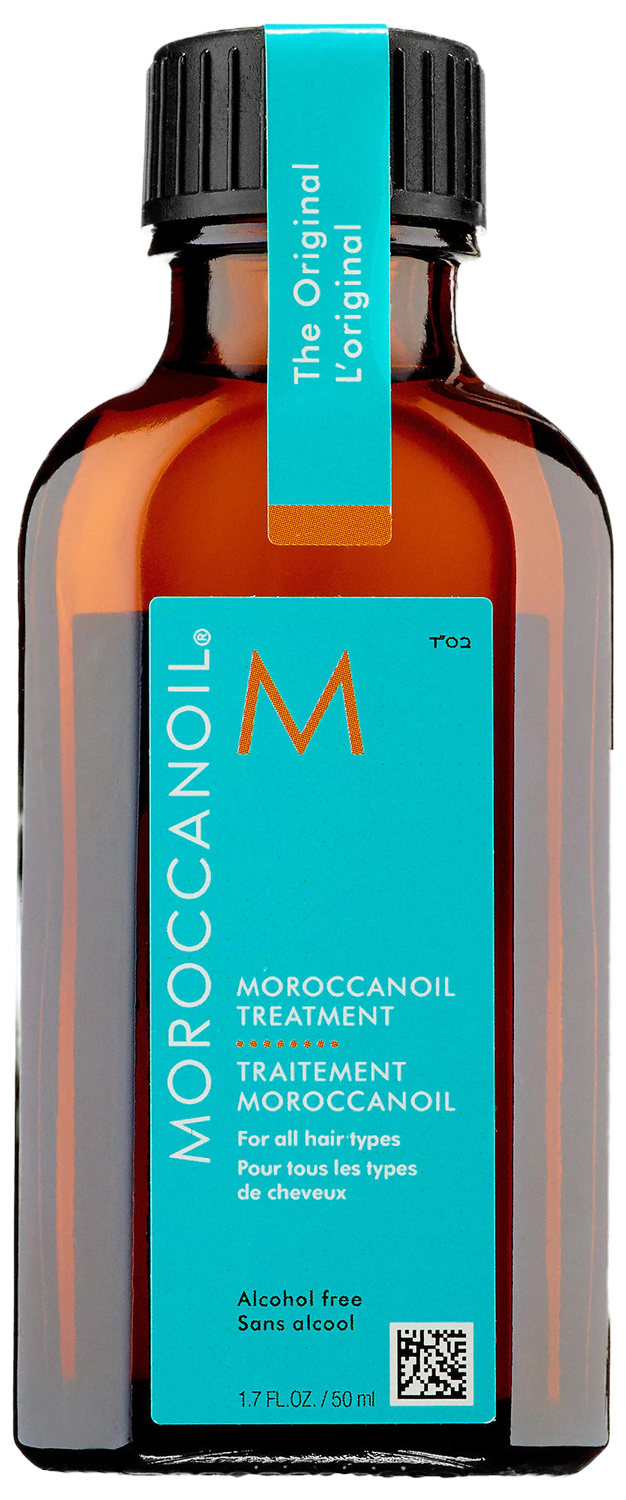 The Original
L'original
MOROCCANOIL®
M
בס"ד
MOROCCANOIL
TREATMENT
TRAITEMENT
MOROCCANOIL
For all hair types
Pour tous les types
de cheveux
Alcohol free
Sans alcool
1.7 FL.OZ. / 50 ml